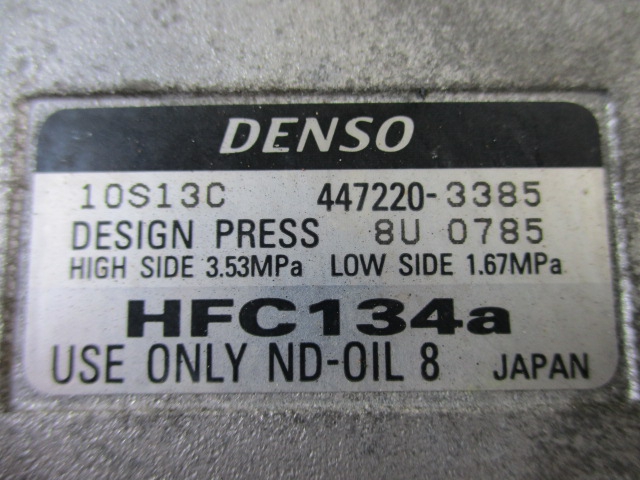 DENSO
10S13C 447220-3385
DESIGN PRESS 8U 0785
HIGH SIDE 3.53MPa LOW SIDE 1.67MPa
HFC134a
USE ONLY ND-OIL 8 JAPAN